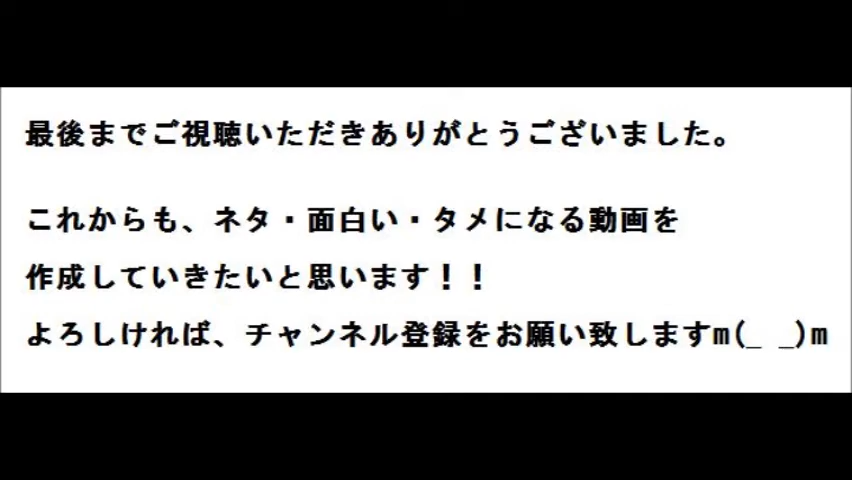 最後までご視聴いただきありがとうございました。
これからも、ネタ・面白い・タメになる動画を
作成していきたいと思います！！
よろしければ、チャンネル登録をお願い致しますm(_ _)m